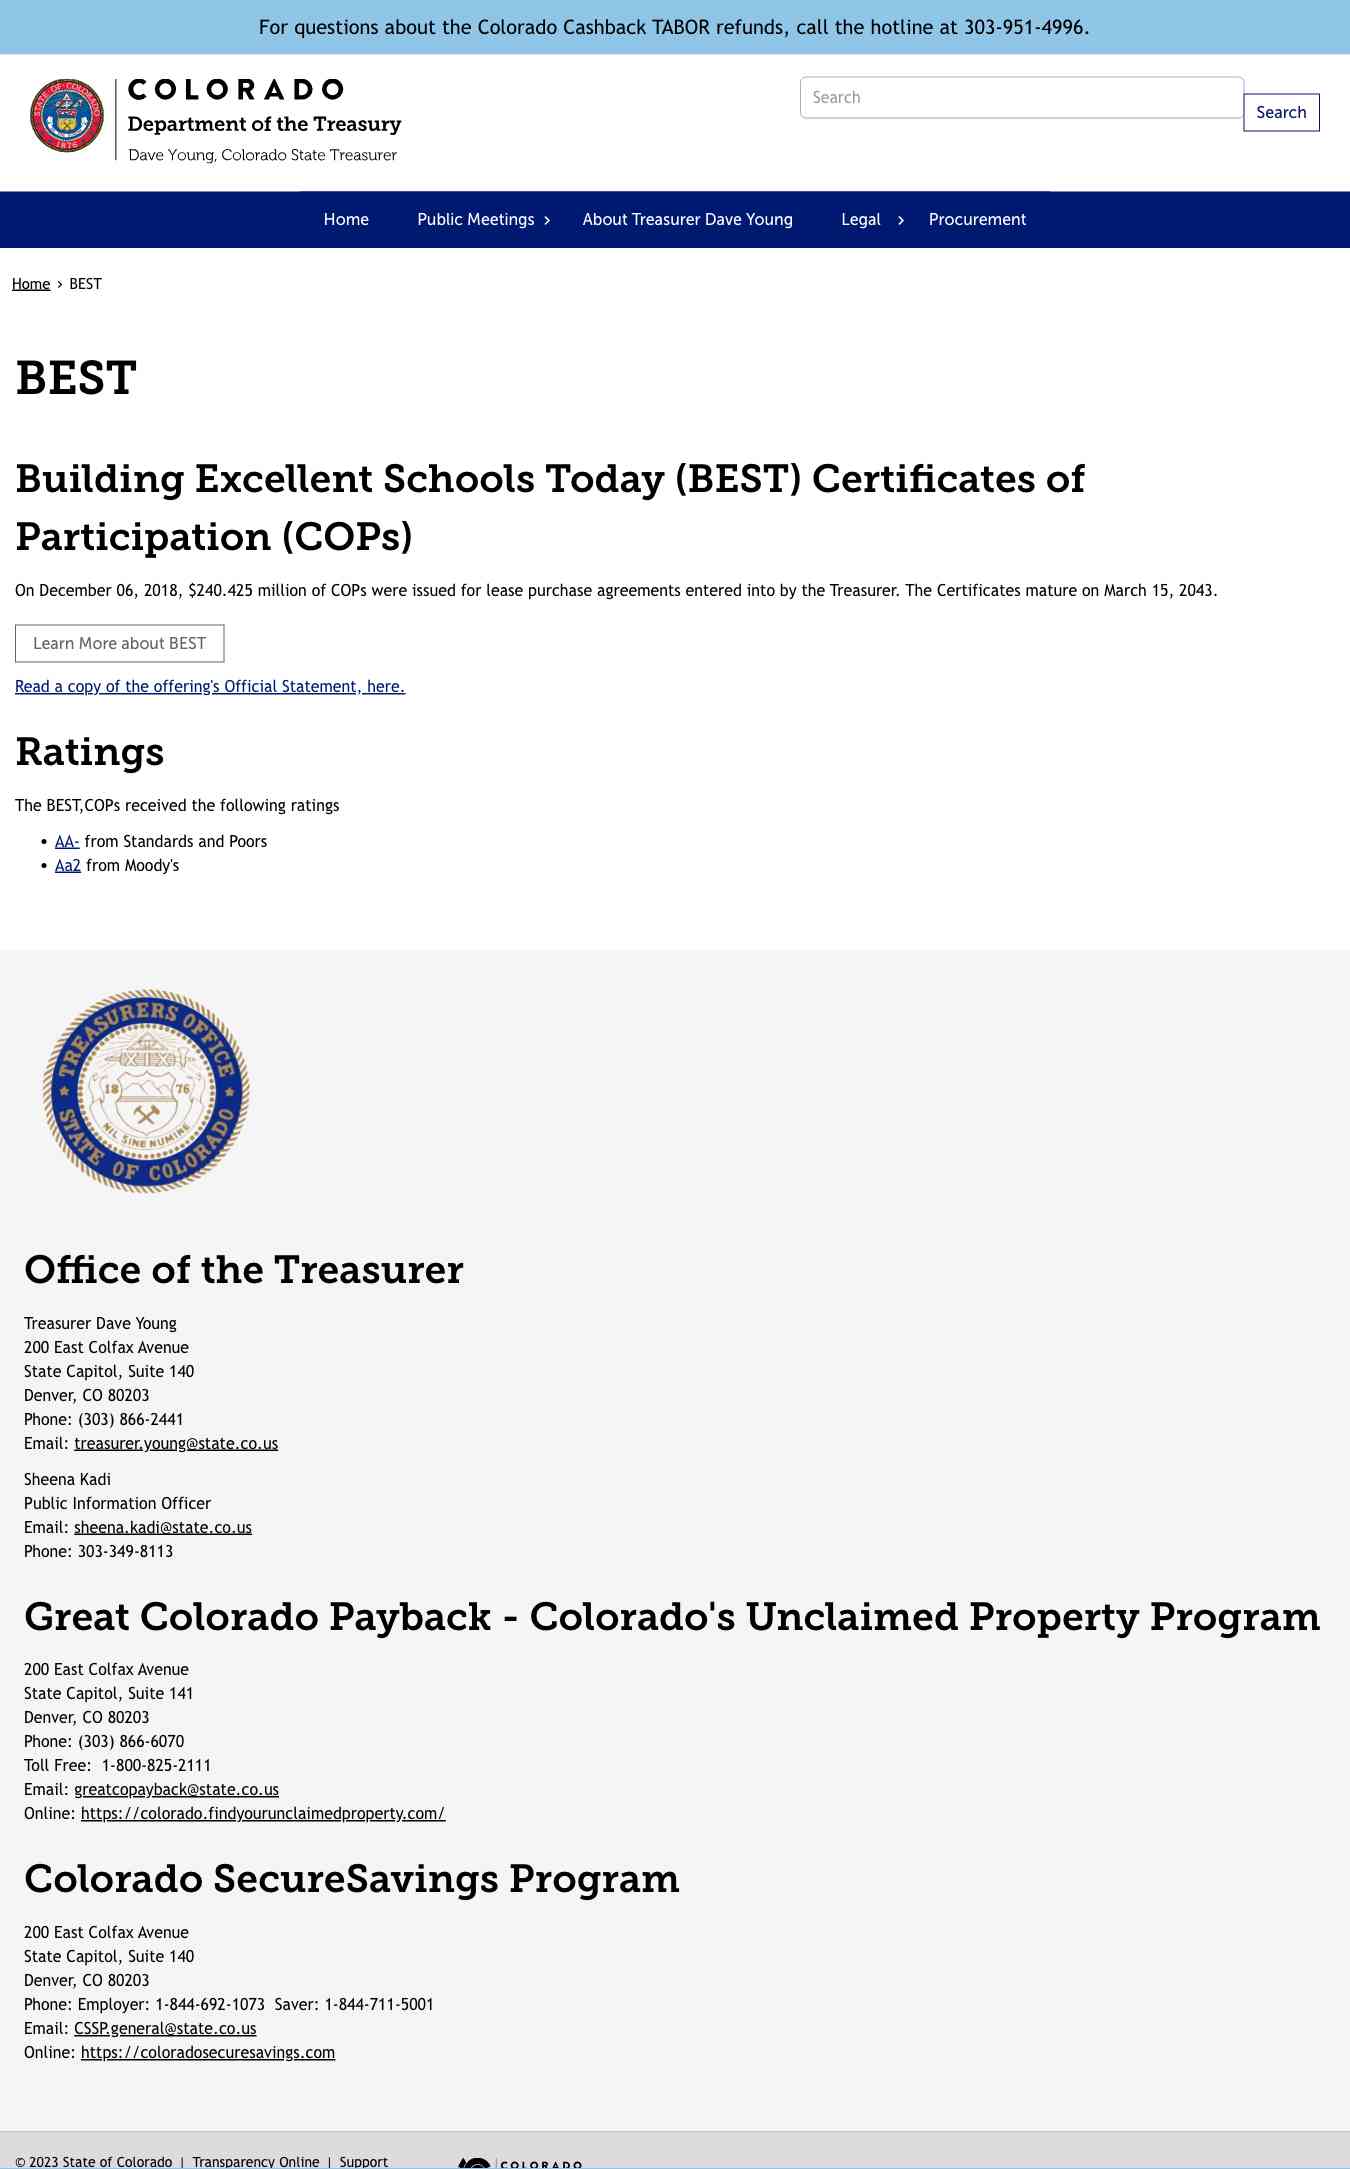 For questions about the Colorado Cashback TABOR refunds, call the hotline at 303-951-4996.
STATE OF COLORADO
1876
COLORADO
Department of the Treasury
Dave Young, Colorado State Treasurer
Search
Search
Home Public Meetings › About Treasurer Dave Young Legal › Procurement
Home › BEST
BEST
Building Excellent Schools Today (BEST) Certificates of
Participation (COPs)
On December 06, 2018, $240.425 million of COPs were issued for lease purchase agreements entered into by the Treasurer. The Certificates mature on March 15, 2043.
Learn More about BEST
Read a copy of the offering's Official Statement, here.
Ratings
The BEST,COPs received the following ratings
• AA- from Standards and Poors
• Aa2 from Moody's
TREASURERS OFFICE
18 76
NIL SINE NUMINE
STATE OF COLORADO
Office of the Treasurer
Treasurer Dave Young
200 East Colfax Avenue
State Capitol, Suite 140
Denver, CO 80203
Phone: (303) 866-2441
Email: treasurer.young@state.co.us
Sheena Kadi
Public Information Officer
Email: sheena.kadi@state.co.us
Phone: 303-349-8113
Great Colorado Payback - Colorado's Unclaimed Property Program
200 East Colfax Avenue
State Capitol, Suite 141
Denver, CO 80203
Phone: (303) 866-6070
Toll Free:  1-800-825-2111
Email: greatcopayback@state.co.us
Online: https://colorado.findyourunclaimedproperty.com/
Colorado SecureSavings Program
200 East Colfax Avenue
State Capitol, Suite 140
Denver, CO 80203
Phone: Employer: 1-844-692-1073  Saver: 1-844-711-5001
Email: CSSP.general@state.co.us
Online: https://coloradosecuresavings.com
© 2023 State of Colorado | Transparency Online | Support
COLORADO